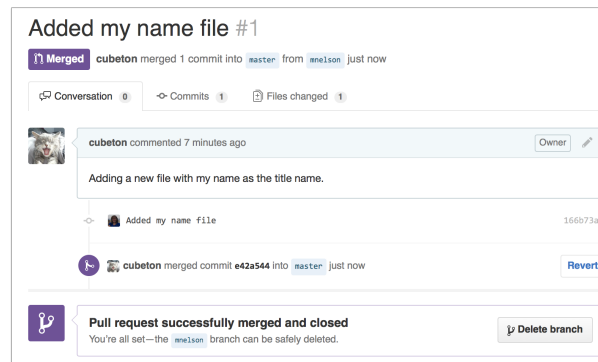 Added my name file #1
Merged cubeton merged 1 commit into master from mnelson just now
Conversation 0 Commits 1 Files changed 1
cubeton commented 7 minutes ago Owner
Adding a new file with my name as the title name.
Added my name file 166b73a
cubeton merged commit e42a544 into master just now Revert
Pull request successfully merged and closed
You're all set—the mnelson branch can be safely deleted.
Delete branch